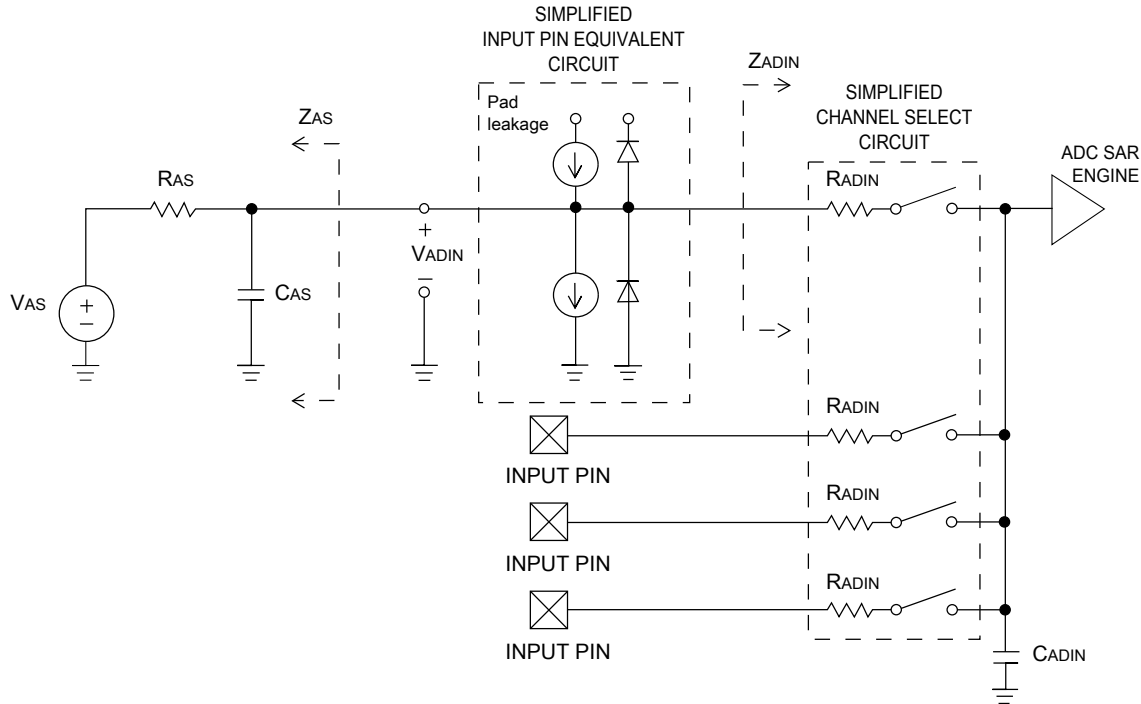 SIMPLIFIED
INPUT PIN EQUIVALENT
CIRCUIT
ZADIN
SIMPLIFIED
CHANNEL SELECT
CIRCUIT
Pad
leakage
ZAS
ADC SAR
ENGINE
RAS
RADIN
+
VADIN
–
VAS
+
–
CAS
RADIN
INPUT PIN
RADIN
INPUT PIN
RADIN
INPUT PIN
CADIN